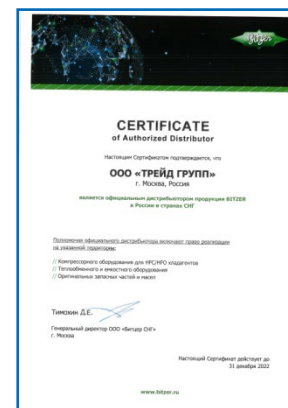 Bitzer
CERTIFICATE
of Authorized Distributor
Настоящим Сертификатом подтверждается, что
ООО «ТРЕЙД ГРУПП»
г. Москва, Россия
является официальным дистрибьютором продукции BITZER
в России и странах СНГ
Полномочия официального дистрибьютора включают право реализации
на указанной территории:
// Компрессорного оборудования для HFC/HFO хладагентов
// Теплообменного и емкостного оборудования
// Оригинальных запасных частей и масел
Тимохин Д.Е.
Генеральный директор ООО «Битцер СНГ»
г. Москва
Настоящий Сертификат действует до
31 декабря 2022
www.bitzer.ru